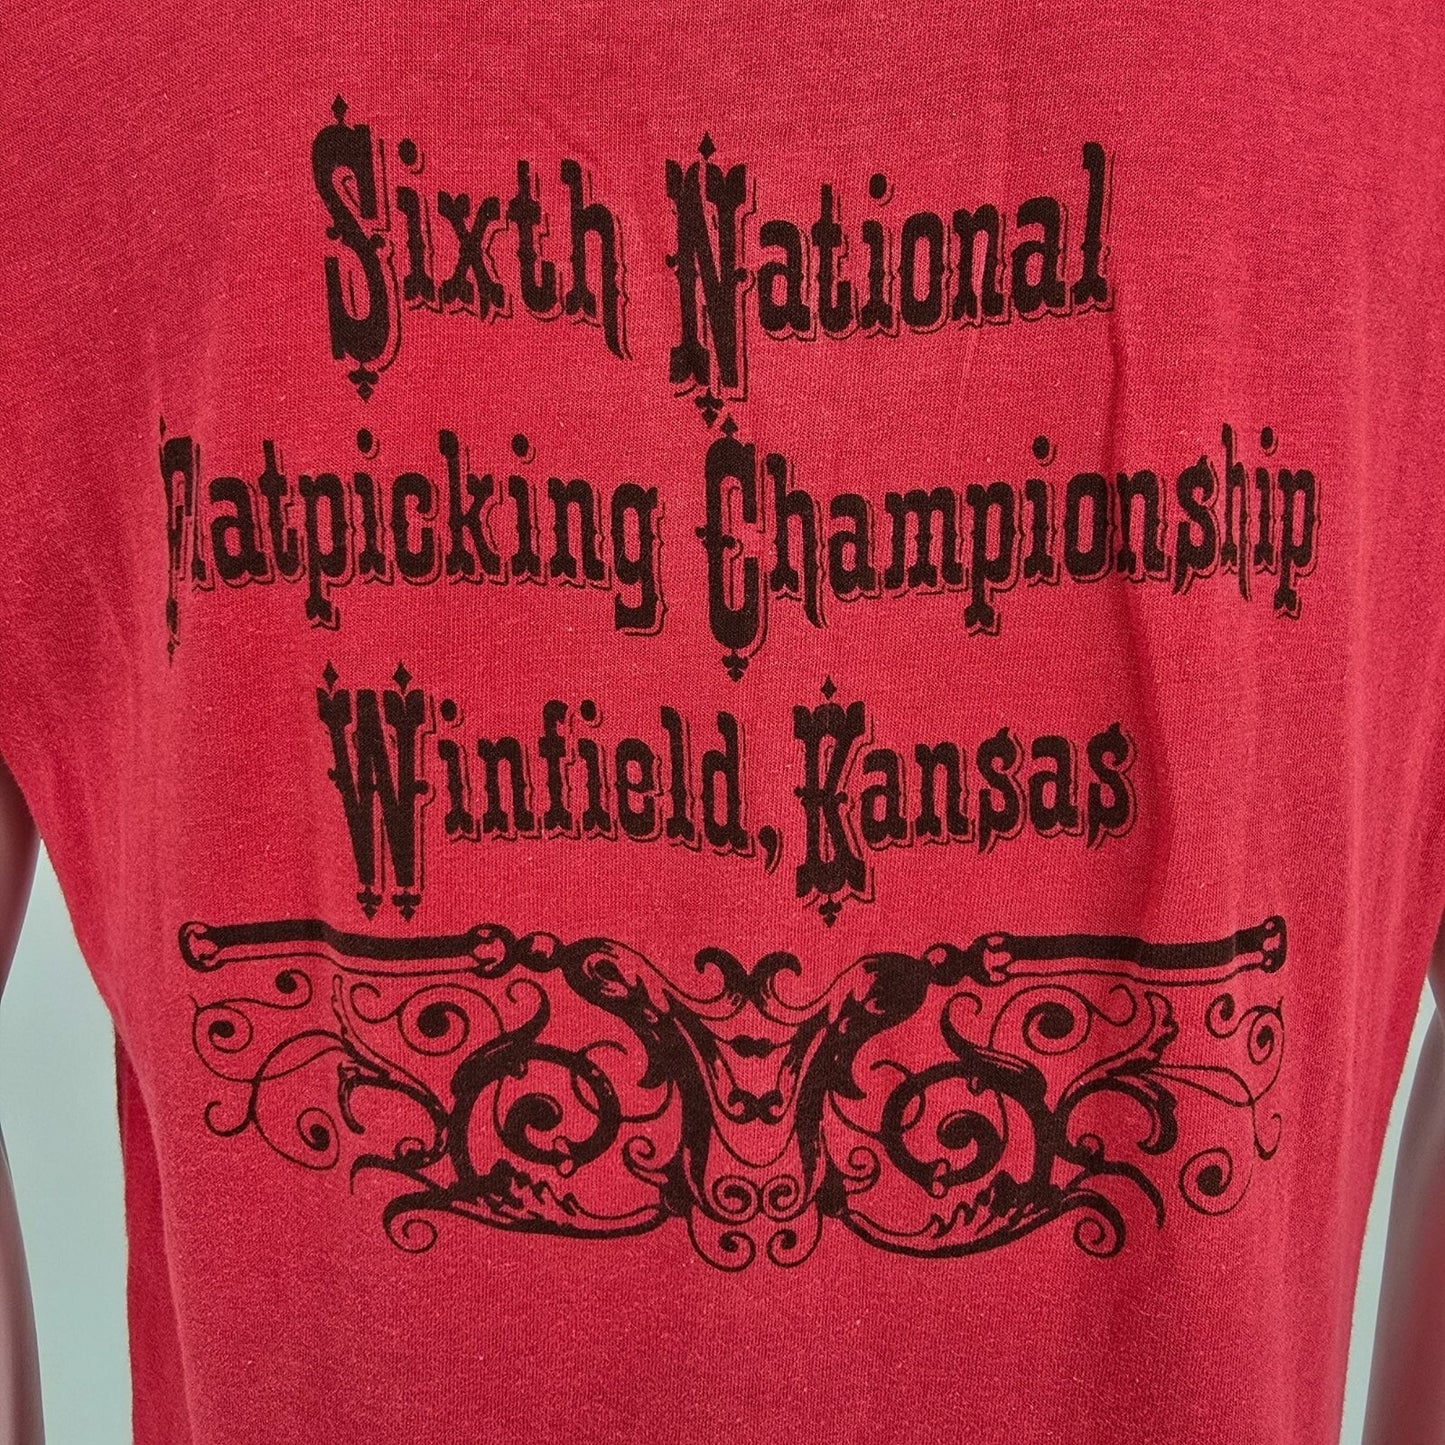 Sixth National
Flatpicking Championship
Winfield, Kansas